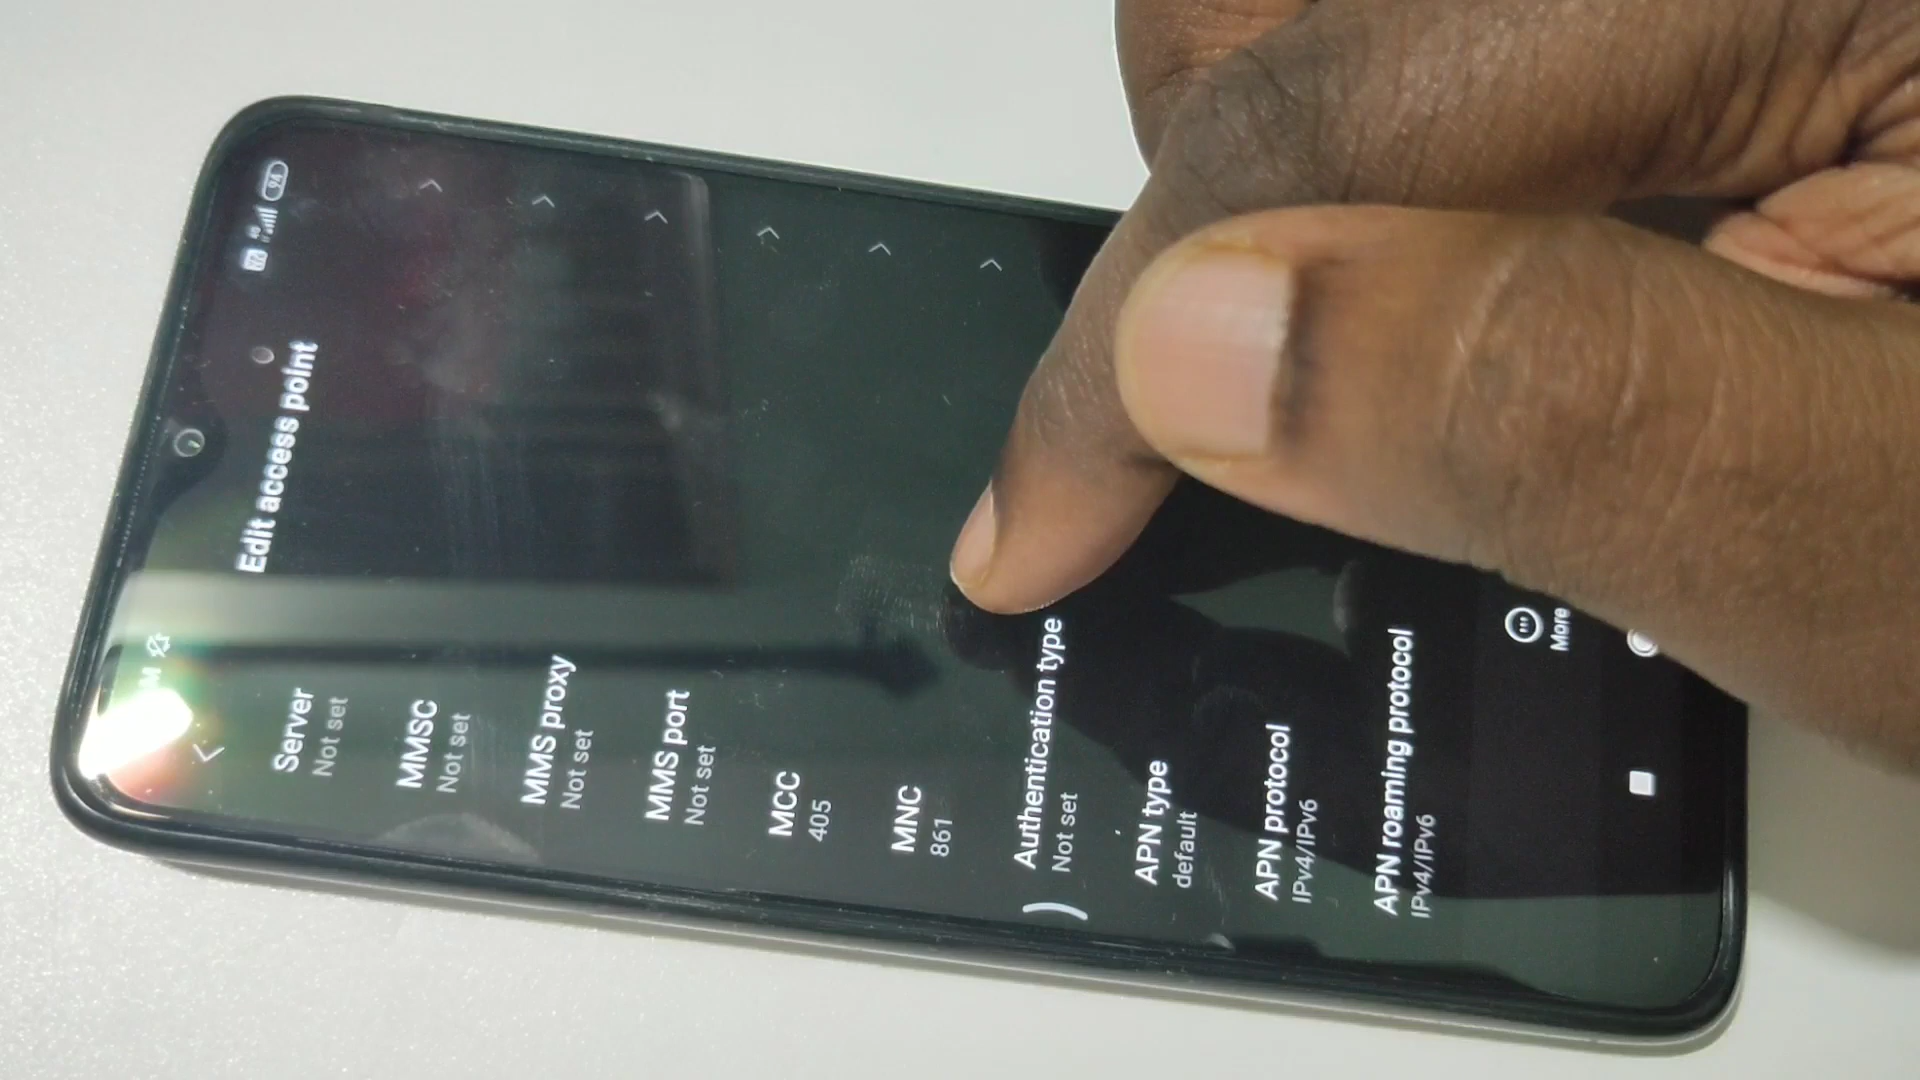 94
4G
Edit access point
Server
Not set
MMSC
Not set
MMS proxy
Not set
MMS port
Not set
MCC
405
MNC
861
Authentication type
Not set
APN type
default
APN protocol
IPv4/IPv6
APN roaming protocol
IPv4/IPv6
More